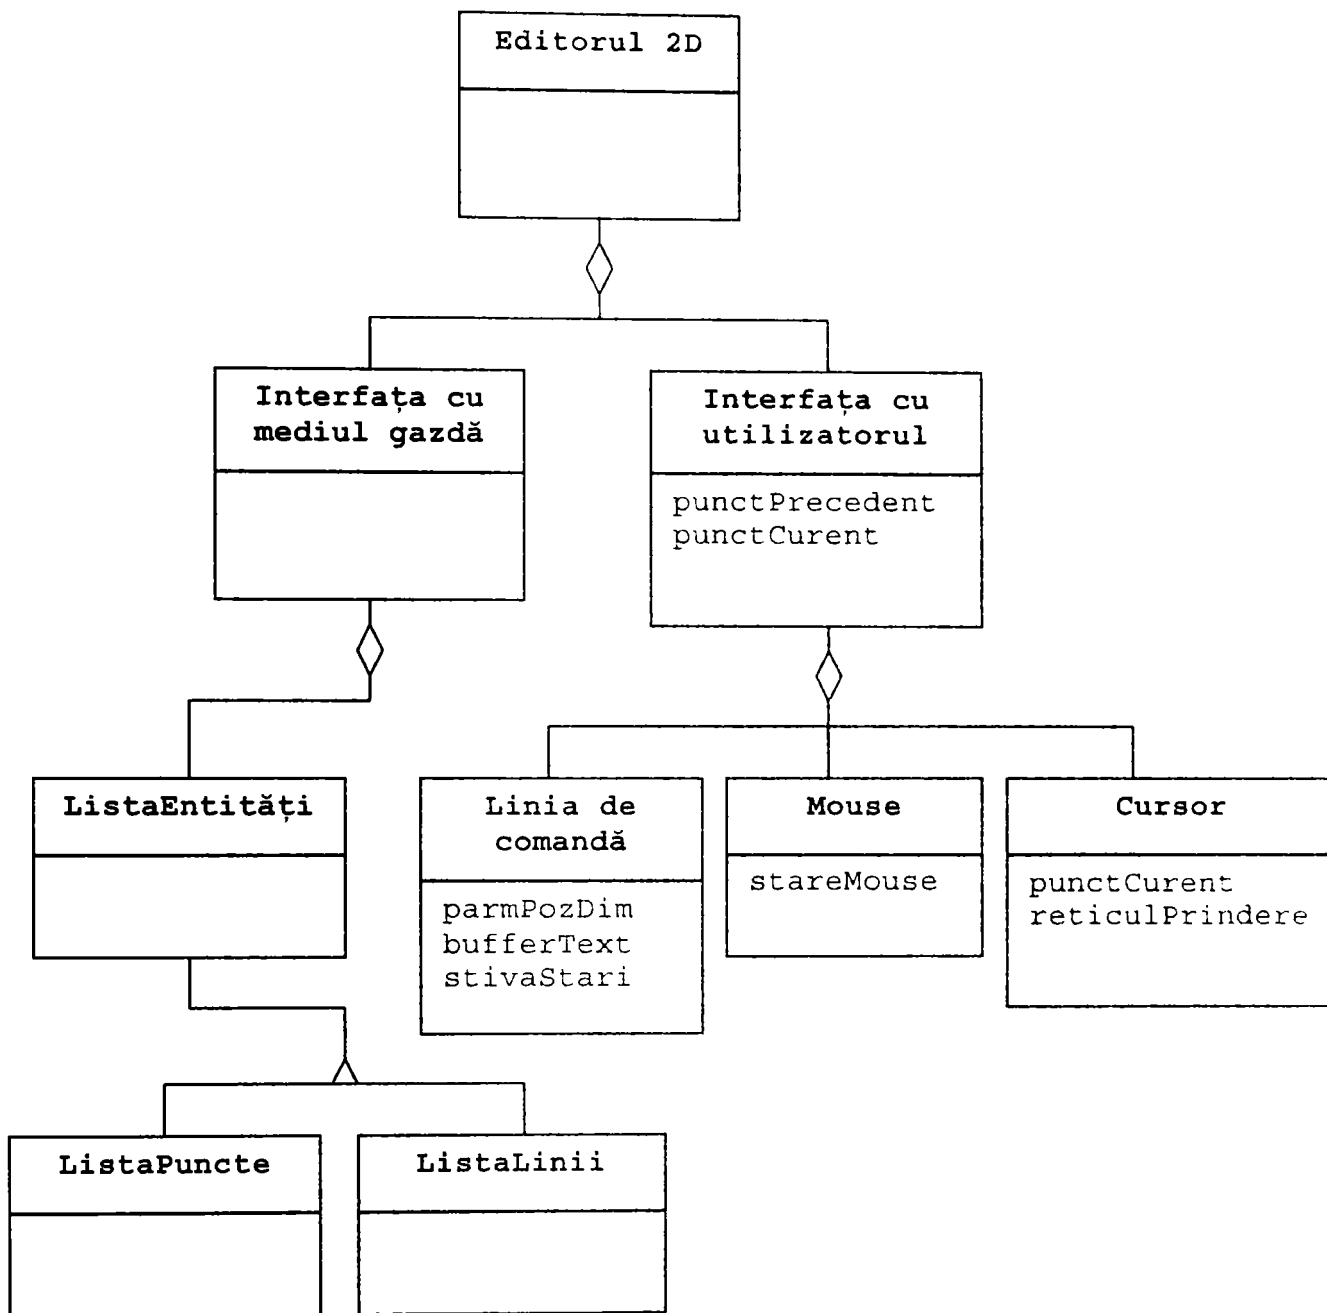 Editorul 2D
Interfața cu
mediul gazdă
Interfața cu
utilizatorul
punctPrecedent
punctCurent
ListaEntități
Linia de
comandă
parmPozDim
bufferText
stivaStari
Mouse
stareMouse
Cursor
punctCurent
reticulPrindere
ListaPuncte
ListaLinii